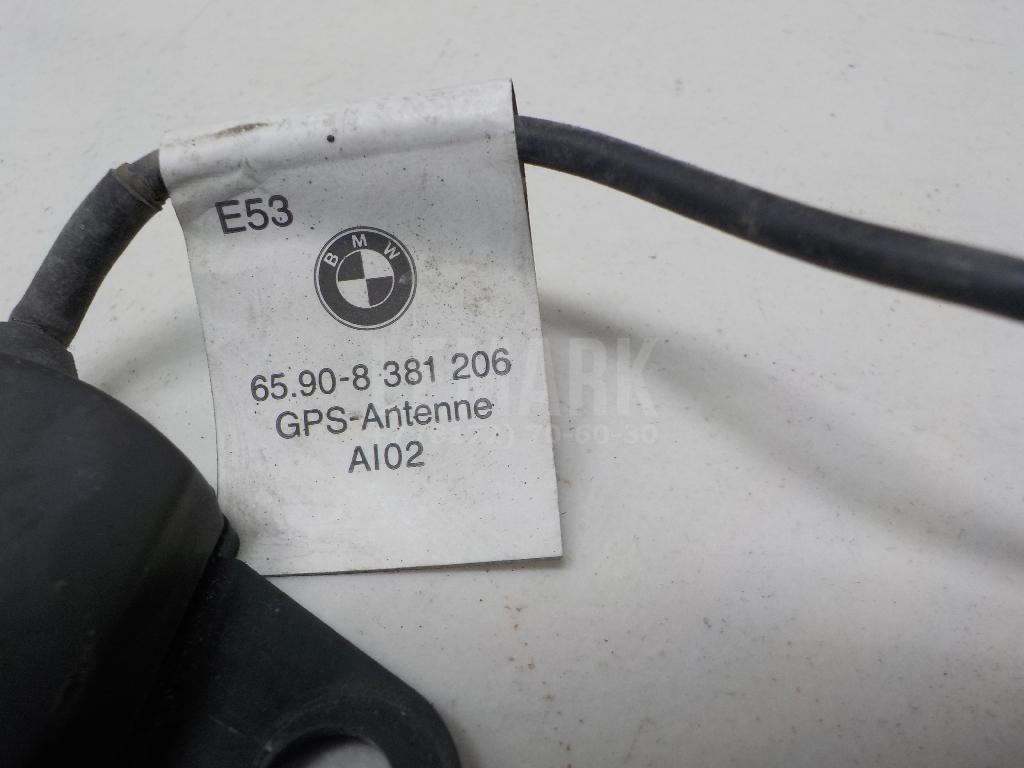 E53
BMW
65.90-8 381 206
GPS-Antenne
AI02